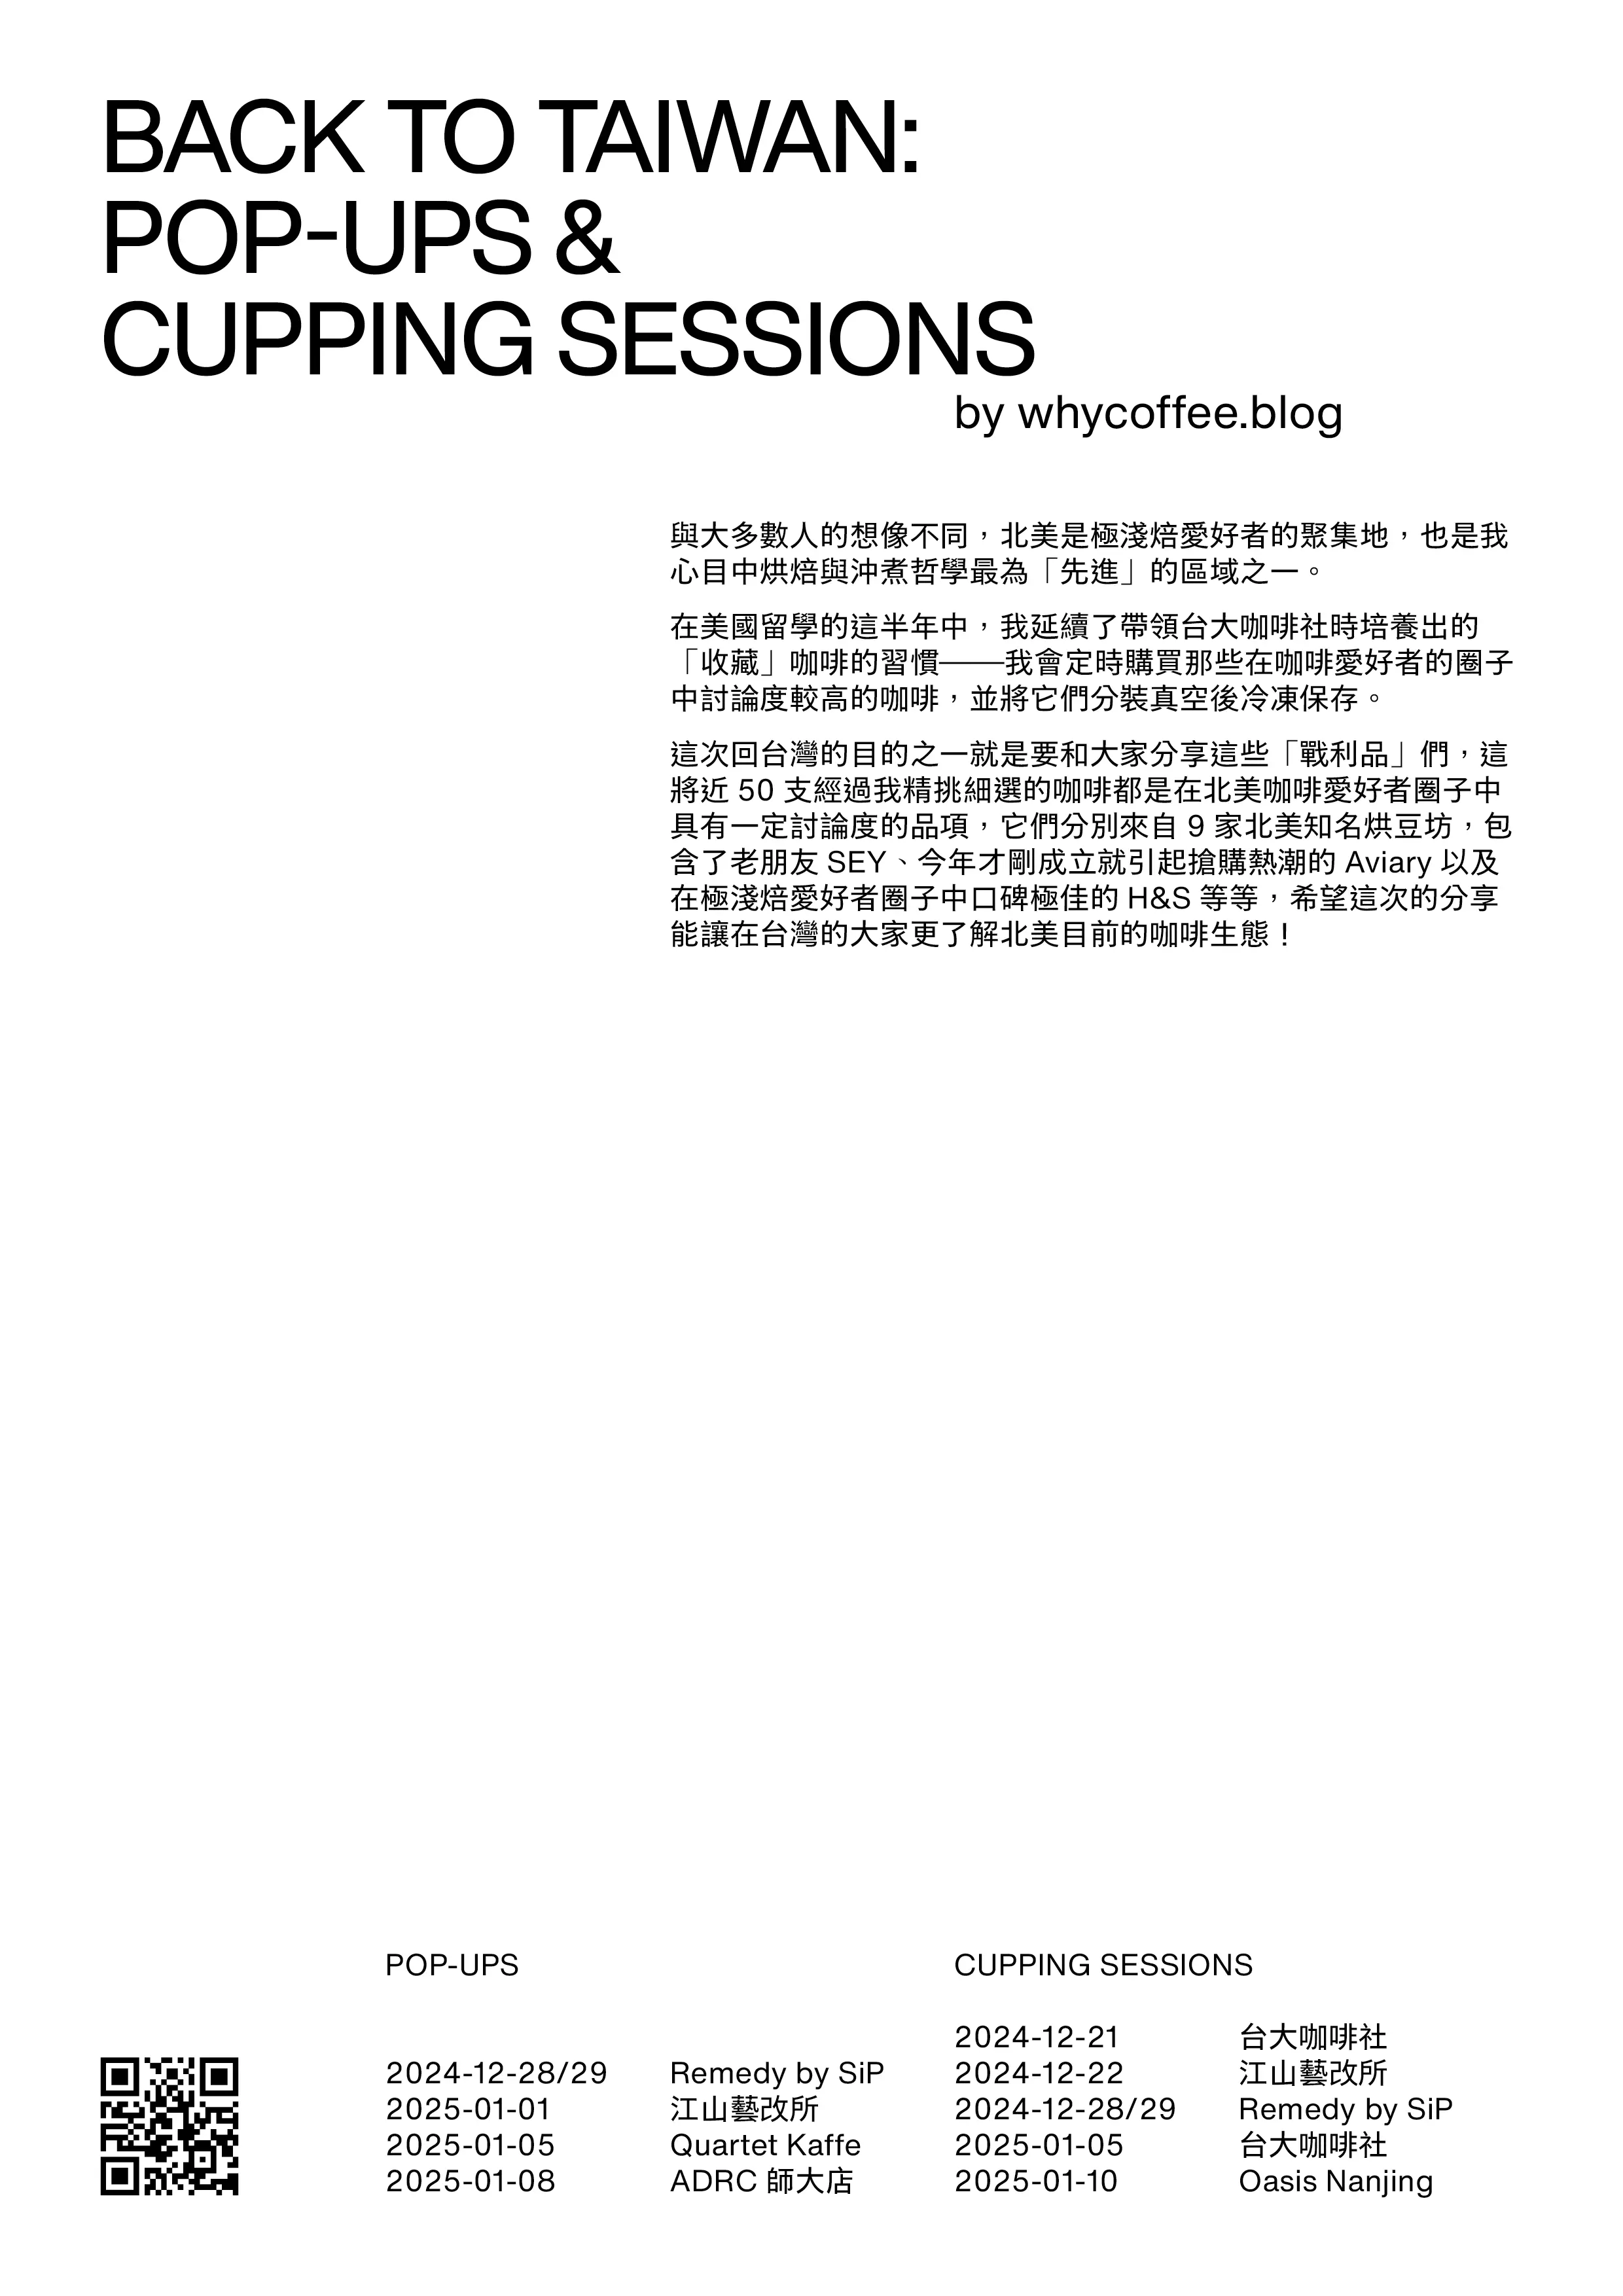 BACK TO TAIWAN:
POP-UPS &
CUPPING SESSIONS
by whycoffee.blog
與大多數人的想像不同，北美是極淺焙愛好者的聚集地，也是我
心目中烘焙與沖煮哲學最為「先進」的區域之一。
在美國留學的這半年中，我延續了帶領台大咖啡社時培養出的
「收藏」咖啡的習慣——我會定時購買那些在咖啡愛好者的圈子
中討論度較高的咖啡，並將它們分裝真空後冷凍保存。
這次回台灣的目的之一就是要和大家分享這些「戰利品」們，這
將近 50 支經過我精挑細選的咖啡都是在北美咖啡愛好者圈子中
具有一定討論度的品項，它們分別來自 9 家北美知名烘豆坊，包
含了老朋友 SEY、今年才剛成立就引起搶購熱潮的 Aviary 以及
在極淺焙愛好者圈子中口碑極佳的 H&S 等等，希望這次的分享
能讓在台灣的大家更了解北美目前的咖啡生態！
POP-UPS
2024-12-28/29 Remedy by SiP
2025-01-01 江山藝改所
2025-01-05 Quartet Kaffe
2025-01-08 ADRC 師大店
CUPPING SESSIONS
2024-12-21 台大咖啡社
2024-12-22 江山藝改所
2024-12-28/29 Remedy by SiP
2025-01-05 台大咖啡社
2025-01-10 Oasis Nanjing